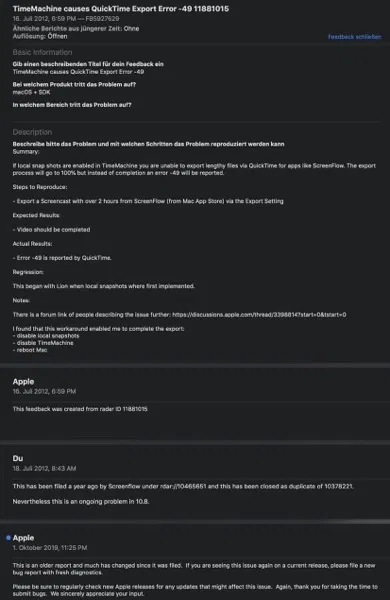 TimeMachine causes QuickTime Export Error -49 11881015
16. Juli 2012, 6:59 PM — FB5927629
Ähnliche Berichte aus jüngerer Zeit: Ohne
Auflösung: Öffnen
Feedback schließen
Basic Information
Gib einen beschreibenden Titel für dein Feedback ein
TimeMachine causes QuickTime Export Error -49
Bei welchem Produkt tritt das Problem auf?
macOS + SDK
In welchem Bereich tritt das Problem auf?
Description
Beschreibe bitte das Problem und mit welchen Schritten das Problem reproduziert werden kann
Summary:
If local snap shots are enabled in TimeMachine you are unable to export lengthy files via QuickTime for apps like ScreenFlow. The export
process will go to 100% but instead of completion an error -49 will be reported.
Steps to Reproduce:
- Export a Screencast with over 2 hours from ScreenFlow (from Mac App Store) via the Export Setting
Expected Results:
- Video should be completed
Actual Results:
- Error -49 is reported by QuickTime.
Regression:
This began with Lion when local snapshots where first implemented.
Notes:
There is a forum link of people describing the issue further: https://discussions.apple.com/thread/3398814?start=0&tstart=0
I found that this workaround enabled me to complete the export:
- disable local snapshots
- disable TimeMachine
- reboot Mac
Apple
16. Juli 2012, 6:59 PM
This feedback was created from radar ID 11881015
Du
18. Juli 2012, 8:43 AM
This has been filed a year ago by Screenflow under rdar://10465651 and this has been closed as duplicate of 10378221.
Nevertheless this is an ongoing problem in 10.8.
Apple
1. Oktober 2019, 11:25 PM
This is an older report and much has changed since it was filed. If you are seeing this issue again on a current release, please file a new
bug report with fresh diagnostics.
Please be sure to regularly check new Apple releases for any updates that might affect this issue. Again, thank you for taking the time to
submit bugs. We sincerely appreciate your input.